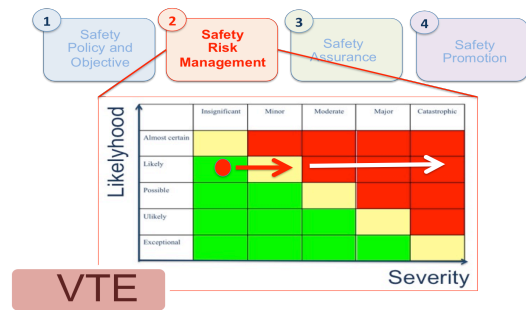 1
Safety
Policy and
Objective
2
Safety
Risk
Management
3
Safety
Assurance
4
Safety
Promotion
Likelyhood
Insignificant Minor Moderate Major Catastrophic
Almost certain
Likely
Possible
Ulikely
Exceptional
Severity
VTE